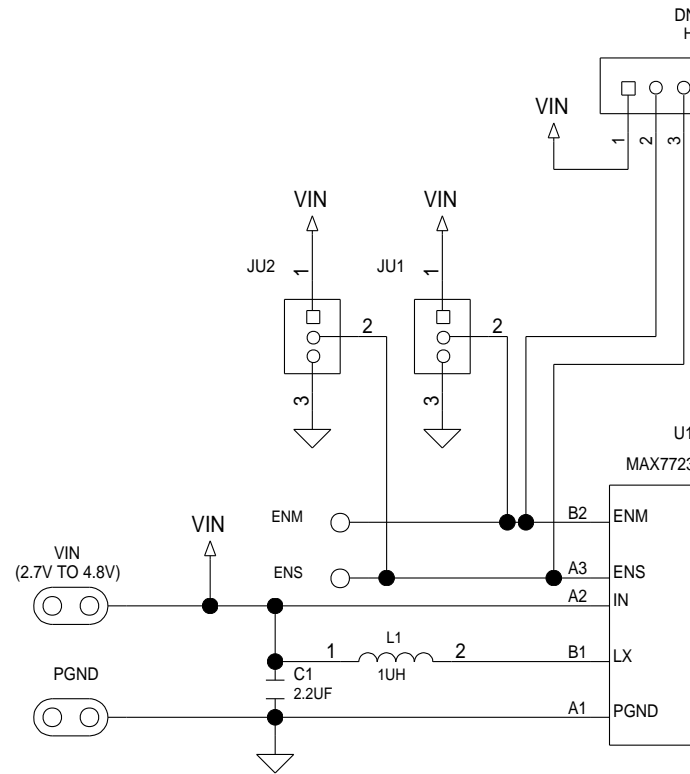 DN
H
VIN
1
2
3
VIN
VIN
JU2
1
JU1
1
2
2
3
3
U1
MAX7723
ENM
B2
ENM
VIN
VIN
(2.7V TO 4.8V)
ENS
A3
ENS
A2
IN
L1
1
2
B1
LX
1UH
PGND
C1
2.2UF
A1
PGND